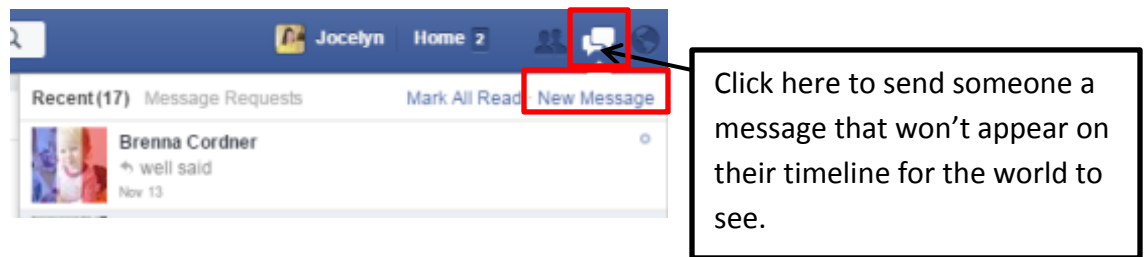 Jocelyn Home 2
Recent (17) Message Requests Mark All Read · New Message
Brenna Cordner
well said
Nov 13
Click here to send someone a
message that won’t appear on
their timeline for the world to
see.